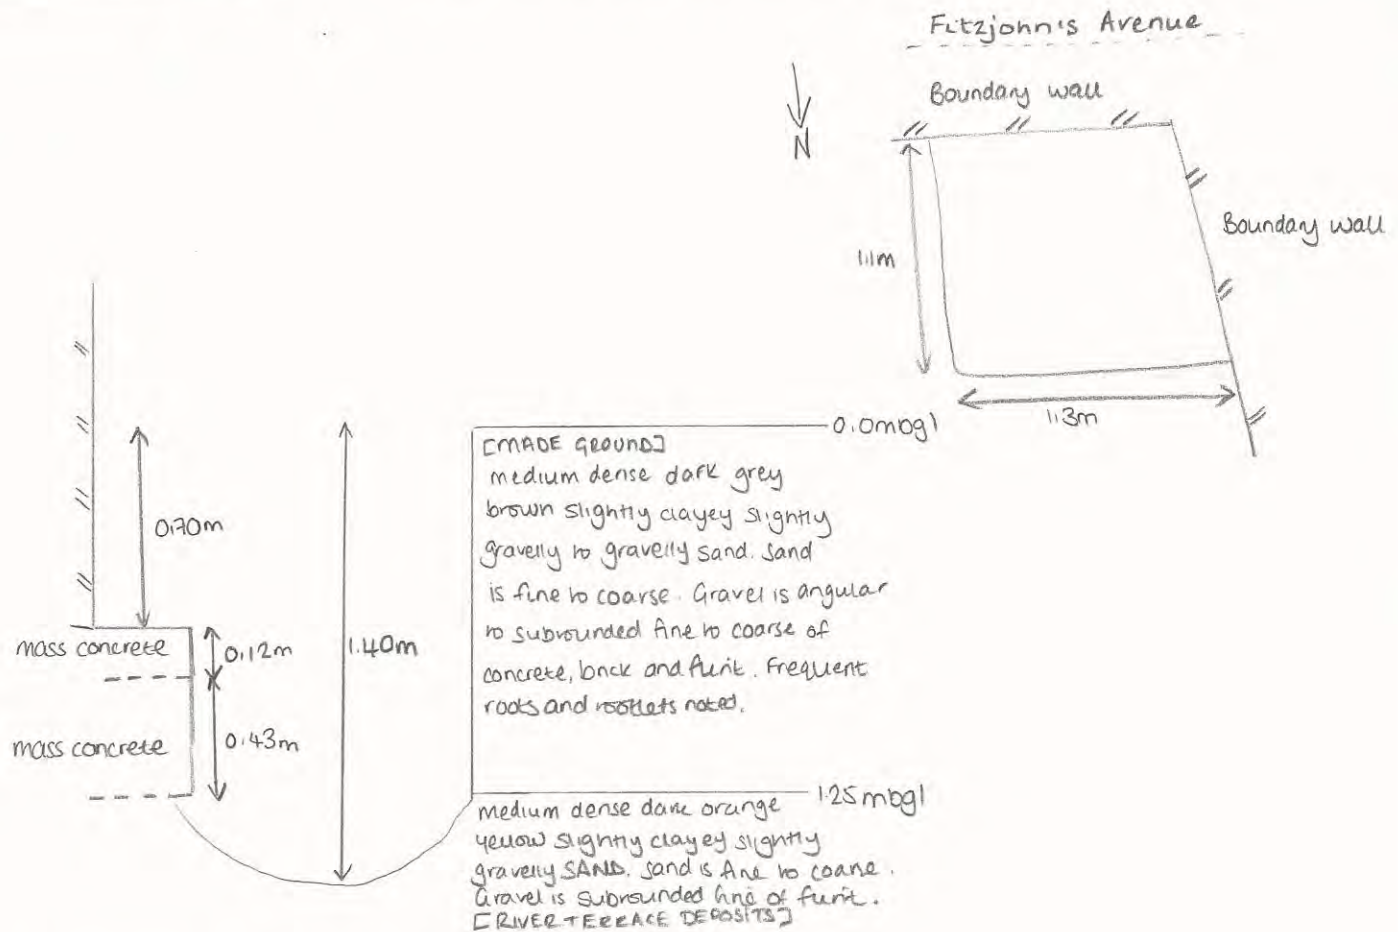 Fitzjohn's Avenue
Boundary wall
N
Boundary wall
1.1m
1.3m
0.0mbgl
[MADE GROUND]
medium dense dark grey
brown slightly clayey slightly
gravelly to gravelly sand. Sand
is fine to coarse. Gravel is angular
to subrounded fine to coarse of
concrete, brick and flint. Frequent
roots and rootlets noted.
0.70m
mass concrete
0.12m
1.40m
mass concrete
0.43m
1.25mbgl
medium dense dark orange
yellow slightly clayey slightly
gravelly SAND. Sand is fine to coarse.
Gravel is subrounded fine of flint.
[RIVER TERRACE DEPOSITS]